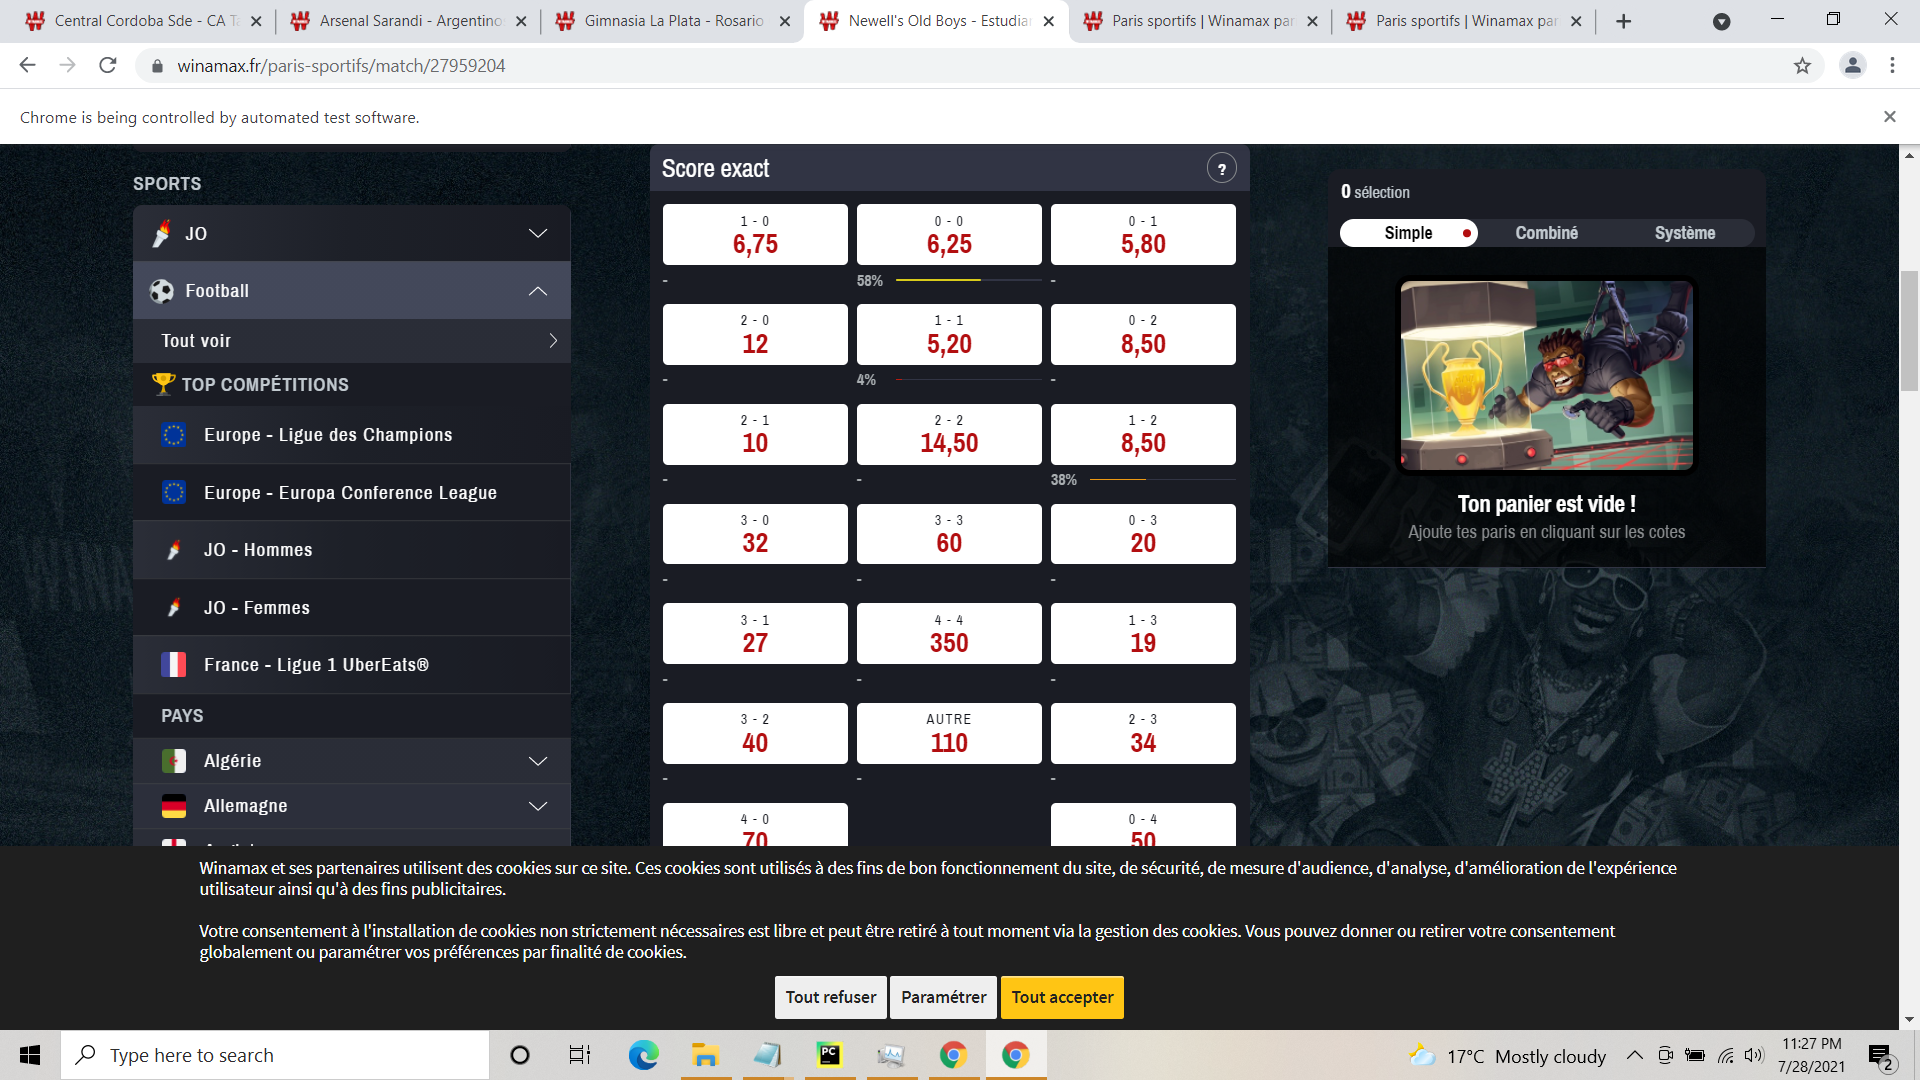 Central Cordoba Sde - CA T
Arsenal Sarandi - Argentino
Gimnasia La Plata - Rosario
Newell's Old Boys - Estudia
Paris sportifs | Winamax par
Paris sportifs | Winamax par
winamax.fr/paris-sportifs/match/27959204
Chrome is being controlled by automated test software.
SPORTS
JO
Football
Tout voir
TOP COMPÉTITIONS
Europe - Ligue des Champions
Europe - Europa Conference League
JO - Hommes
JO - Femmes
France - Ligue 1 UberEats®
PAYS
Algérie
Allemagne
Score exact
?
1 - 0
6,75
0 - 0
6,25
0 - 1
5,80
-
58%
-
2 - 0
12
1 - 1
5,20
0 - 2
8,50
-
4%
-
2 - 1
10
2 - 2
14,50
1 - 2
8,50
-
-
38%
3 - 0
32
3 - 3
60
0 - 3
20
-
-
-
3 - 1
27
4 - 4
350
1 - 3
19
-
-
-
3 - 2
40
AUTRE
110
2 - 3
34
-
-
-
4 - 0
70
0 - 4
50
0 sélection
Simple
Combiné
Système
Ton panier est vide !
Ajoute tes paris en cliquant sur les cotes
Winamax et ses partenaires utilisent des cookies sur ce site. Ces cookies sont utilisés à des fins de bon fonctionnement du site, de sécurité, de mesure d'audience, d'analyse, d'amélioration de l'expérience
utilisateur ainsi qu'à des fins publicitaires.
Votre consentement à l'installation de cookies non strictement nécessaires est libre et peut être retiré à tout moment via la gestion des cookies. Vous pouvez donner ou retirer votre consentement
globalement ou paramétrer vos préférences par finalité de cookies.
Tout refuser
Paramétrer
Tout accepter
Type here to search
PC
17°C Mostly cloudy
11:27 PM
7/28/2021
2